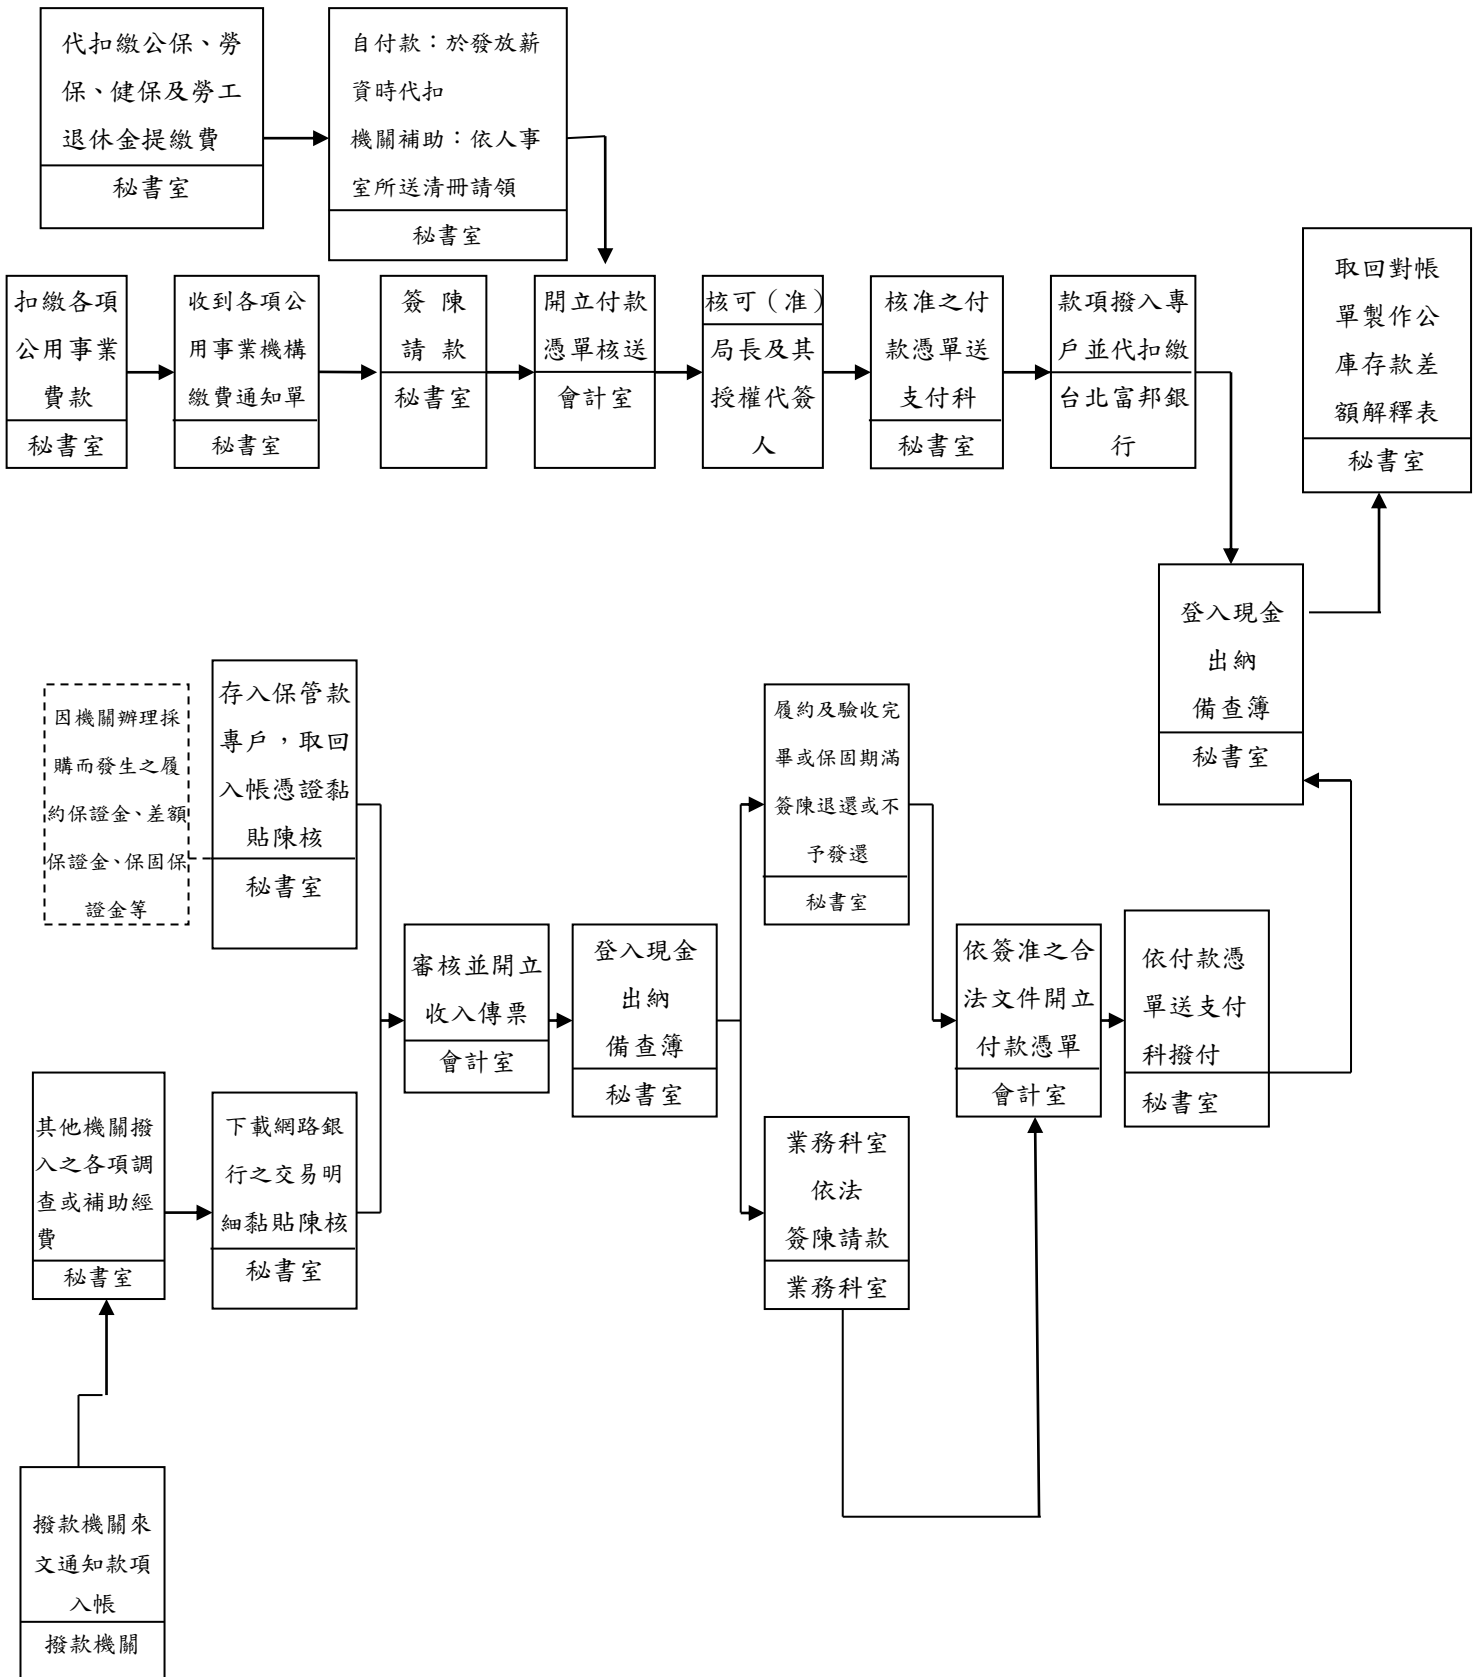 代扣繳公保、勞
保、健保及勞工
退休金提繳費
秘書室
自付款：於發放薪
資時代扣
機關補助：依人事
室所送清冊請領
秘書室
扣繳各項
公用事業
費款
秘書室
收到各項公
用事業機構
繳費通知單
秘書室
簽 陳
請 款
秘書室
開立付款
憑單核送
會計室
核可（准）
局長及其
授權代簽
人
核准之付
款憑單送
支付科
秘書室
款項撥入專
戶並代扣繳
台北富邦銀
行
取回對帳
單製作公
庫存款差
額解釋表
秘書室
登入現金
出納
備查簿
秘書室
因機關辦理採
購而發生之履
約保證金、差額
保證金、保固保
證金等
存入保管款
專戶，取回
入帳憑證黏
貼陳核
秘書室
履約及驗收完
畢或保固期滿
簽陳退還或不
予發還
秘書室
審核並開立
收入傳票
會計室
登入現金
出納
備查簿
秘書室
依簽准之合
法文件開立
付款憑單
會計室
依付款憑
單送支付
科撥付
秘書室
其他機關撥
入之各項調
查或補助經
費
秘書室
下載網路銀
行之交易明
細黏貼陳核
秘書室
業務科室
依法
簽陳請款
業務科室
撥款機關來
文通知款項
入帳
撥款機關